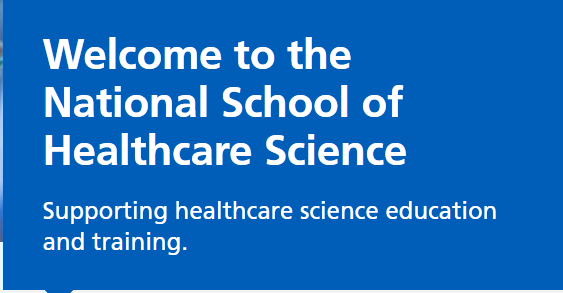 Welcome to the
National School of
Healthcare Science
Supporting healthcare science education
and training.